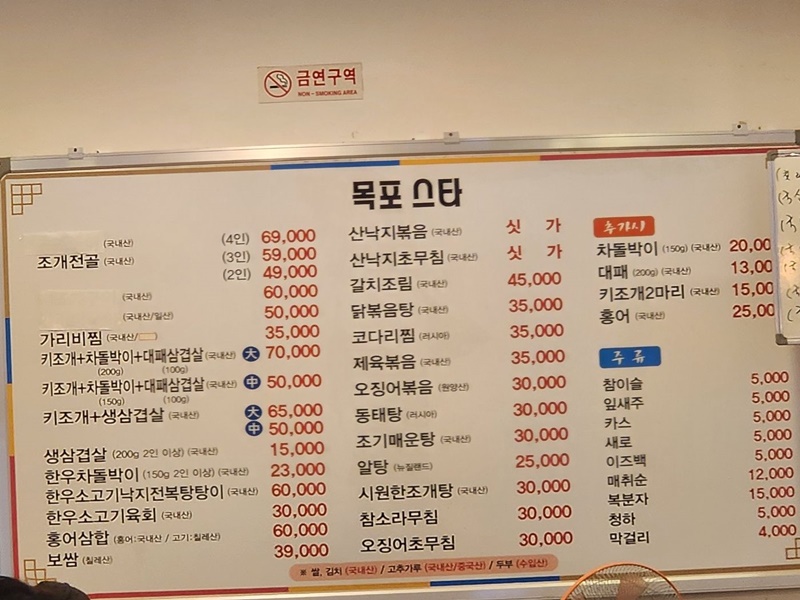 금연구역
NON-SMOKING AREA
목포 스타
(국내산) (4인) 69,000
조개전골 (국내산) (3인) 59,000
(2인) 49,000
(국내산) 60,000
(국내산/일산) 50,000
가리비찜 (국내산/ ) 35,000
키조개+차돌박이+대패삼겹살 (국내산) 大 70,000
(200g) (100g)
키조개+차돌박이+대패삼겹살 (국내산) 中 50,000
(150g) (100g)
키조개+생삼겹살 (국내산) 大 65,000
中 50,000
생삼겹살 (200g 2인 이상) (국내산) 15,000
한우차돌박이 (150g 2인 이상) (국내산) 23,000
한우소고기낙지전복탕탕이 (국내산) 60,000
한우소고기육회 (국내산) 30,000
홍어삼합 (홍어:국내산 / 고기:칠레산) 60,000
보쌈 (칠레산) 39,000
산낙지볶음 (국내산) 싯 가
산낙지초무침 (국내산) 싯 가
갈치조림 (국내산) 45,000
닭볶음탕 (국내산) 35,000
코다리찜 (러시아) 35,000
제육볶음 (국내산) 35,000
오징어볶음 (원양산) 30,000
동태탕 (러시아) 30,000
조기매운탕 (국내산) 30,000
알탕 (뉴질랜드) 25,000
시원한조개탕 (국내산) 30,000
참소라무침 30,000
오징어초무침 30,000
추가시
차돌박이 (150g) (국내산) 20,00
대패 (200g) (국내산) 13,00
키조개2마리 (국내산) 15,00
홍어 (국내산) 25,00
주 류
참이슬 5,000
잎새주 5,000
카스 5,000
새로 5,000
이즈백 5,000
매취순 12,000
복분자 15,000
청하 5,000
막걸리 4,000
※ 쌀, 김치 (국내산) / 고추가루 (국내산/중국산) / 두부 (수입산)